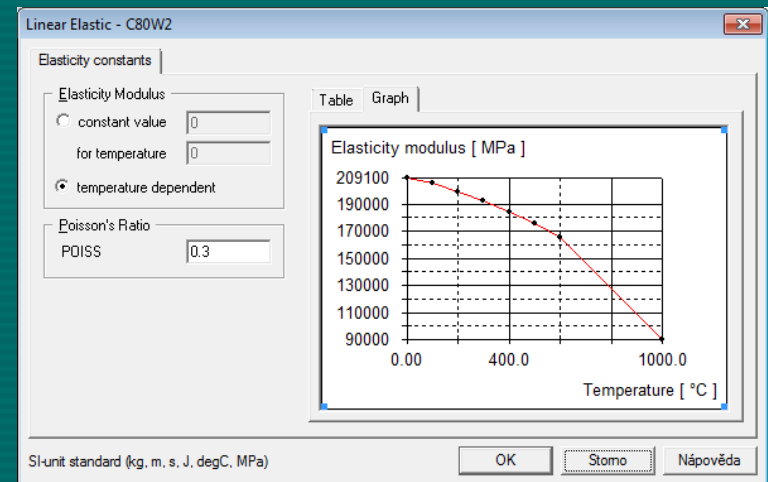 Linear Elastic - C80W2
Elasticity constants
Elasticity Modulus
constant value 0
for temperature 0
temperature dependent
Poisson's Ratio
POISS 0.3
Table Graph
Elasticity modulus [ MPa ]
209100
190000
170000
150000
130000
110000
90000
0.00 400.0 1000.0
Temperature [ °C ]
SI-unit standard (kg, m, s, J, degC, MPa)
OK Storno Nápověda